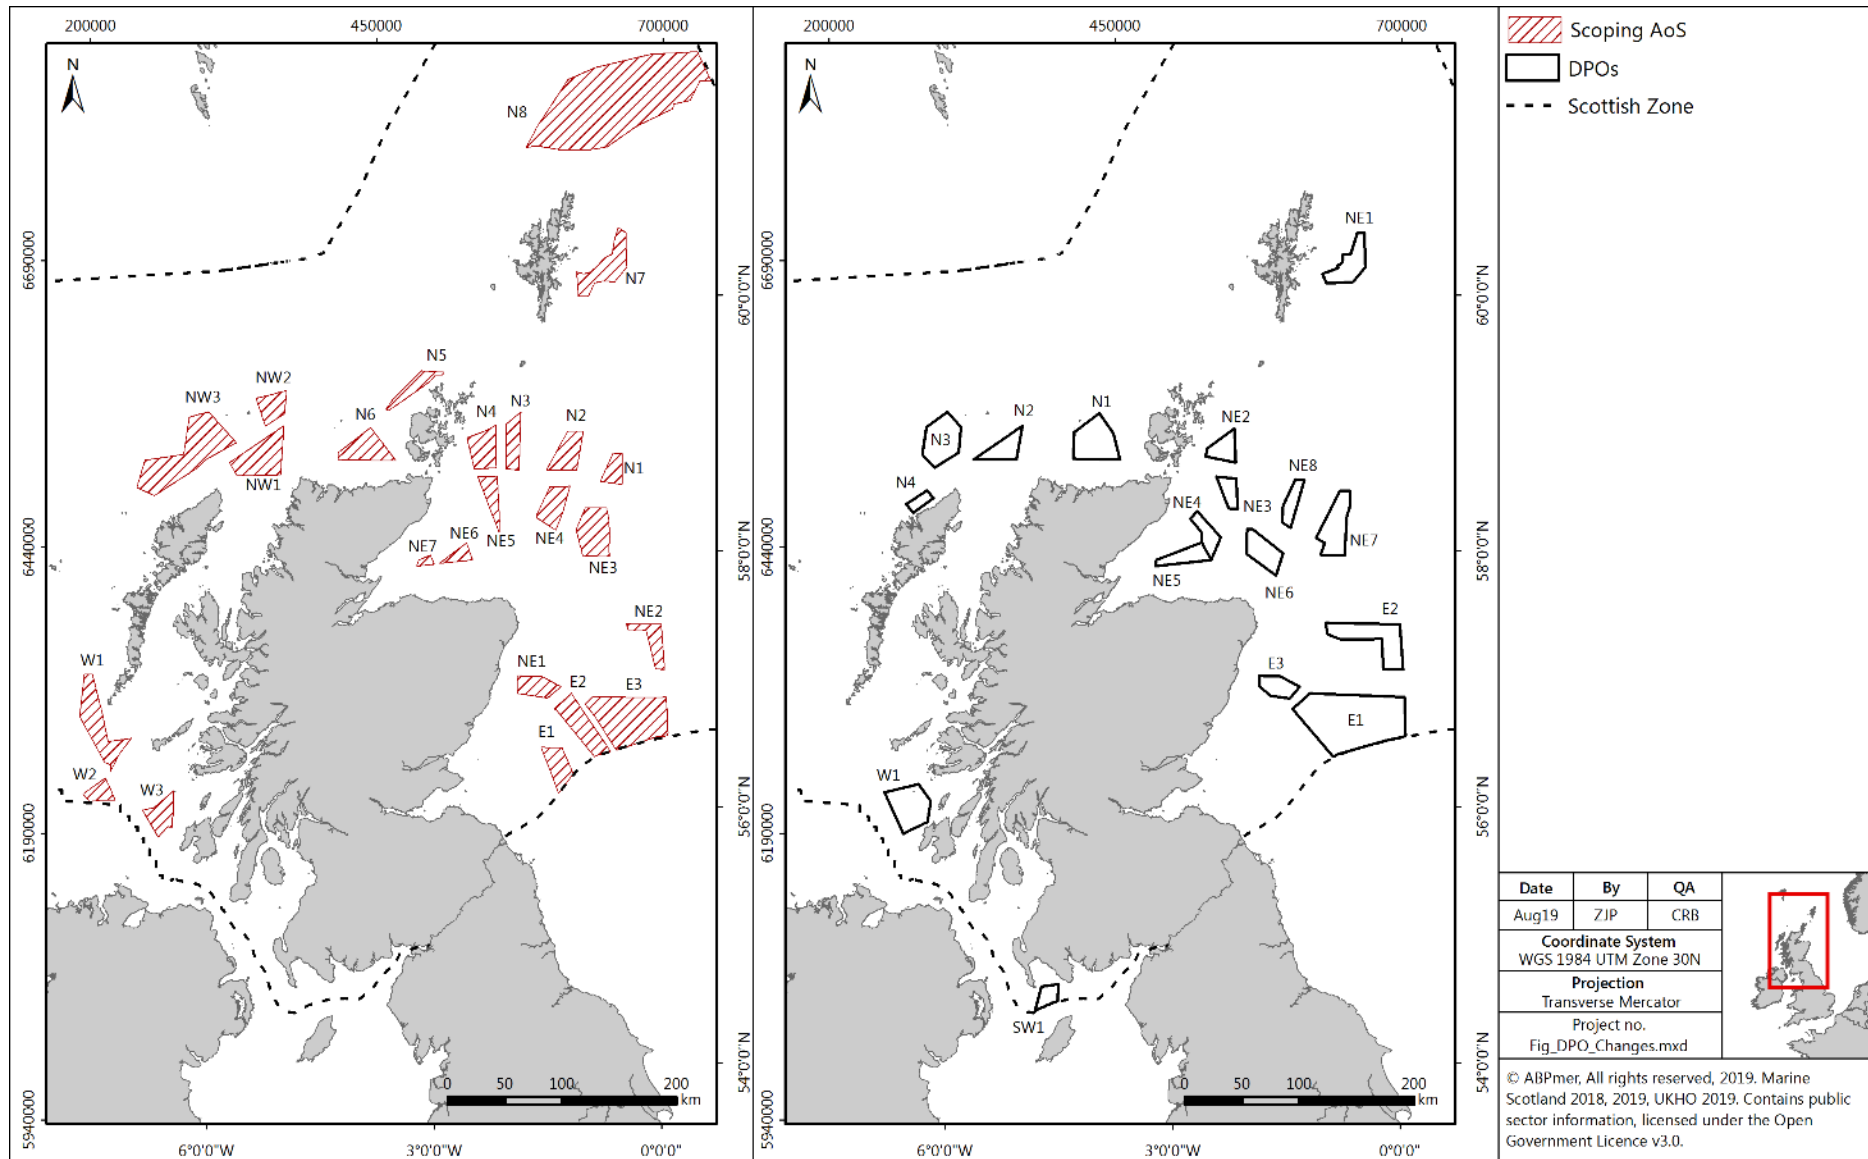 200000
450000
700000
200000
450000
700000
Scoping AoS
DPOs
Scottish Zone
N
N8
N7
N5
NW2
NW3
N6
N4
N3
N2
N1
NW1
NE7
NE6
NE5
NE4
NE3
NE2
W1
NE1
E2
E3
E1
W2
W3
6690000
6440000
6190000
5940000
60°0'0"N
58°0'0"N
56°0'0"N
54°0'0"N
0
50
100
200
km
6°0'0"W
3°0'0"W
0°0'0"
N
NE1
N3
N2
N1
NE2
N4
NE8
NE4
NE3
NE7
NE5
NE6
E2
E3
E1
W1
SW1
6690000
6440000
6190000
5940000
60°0'0"N
58°0'0"N
56°0'0"N
54°0'0"N
0
50
100
200
km
6°0'0"W
3°0'0"W
0°0'0"
Date By QA
Aug19 ZJP CRB
Coordinate System
WGS 1984 UTM Zone 30N
Projection
Transverse Mercator
Project no.
Fig_DPO_Changes.mxd
© ABPmer, All rights reserved, 2019. Marine
Scotland 2018, 2019, UKHO 2019. Contains public
sector information, licensed under the Open
Government Licence v3.0.